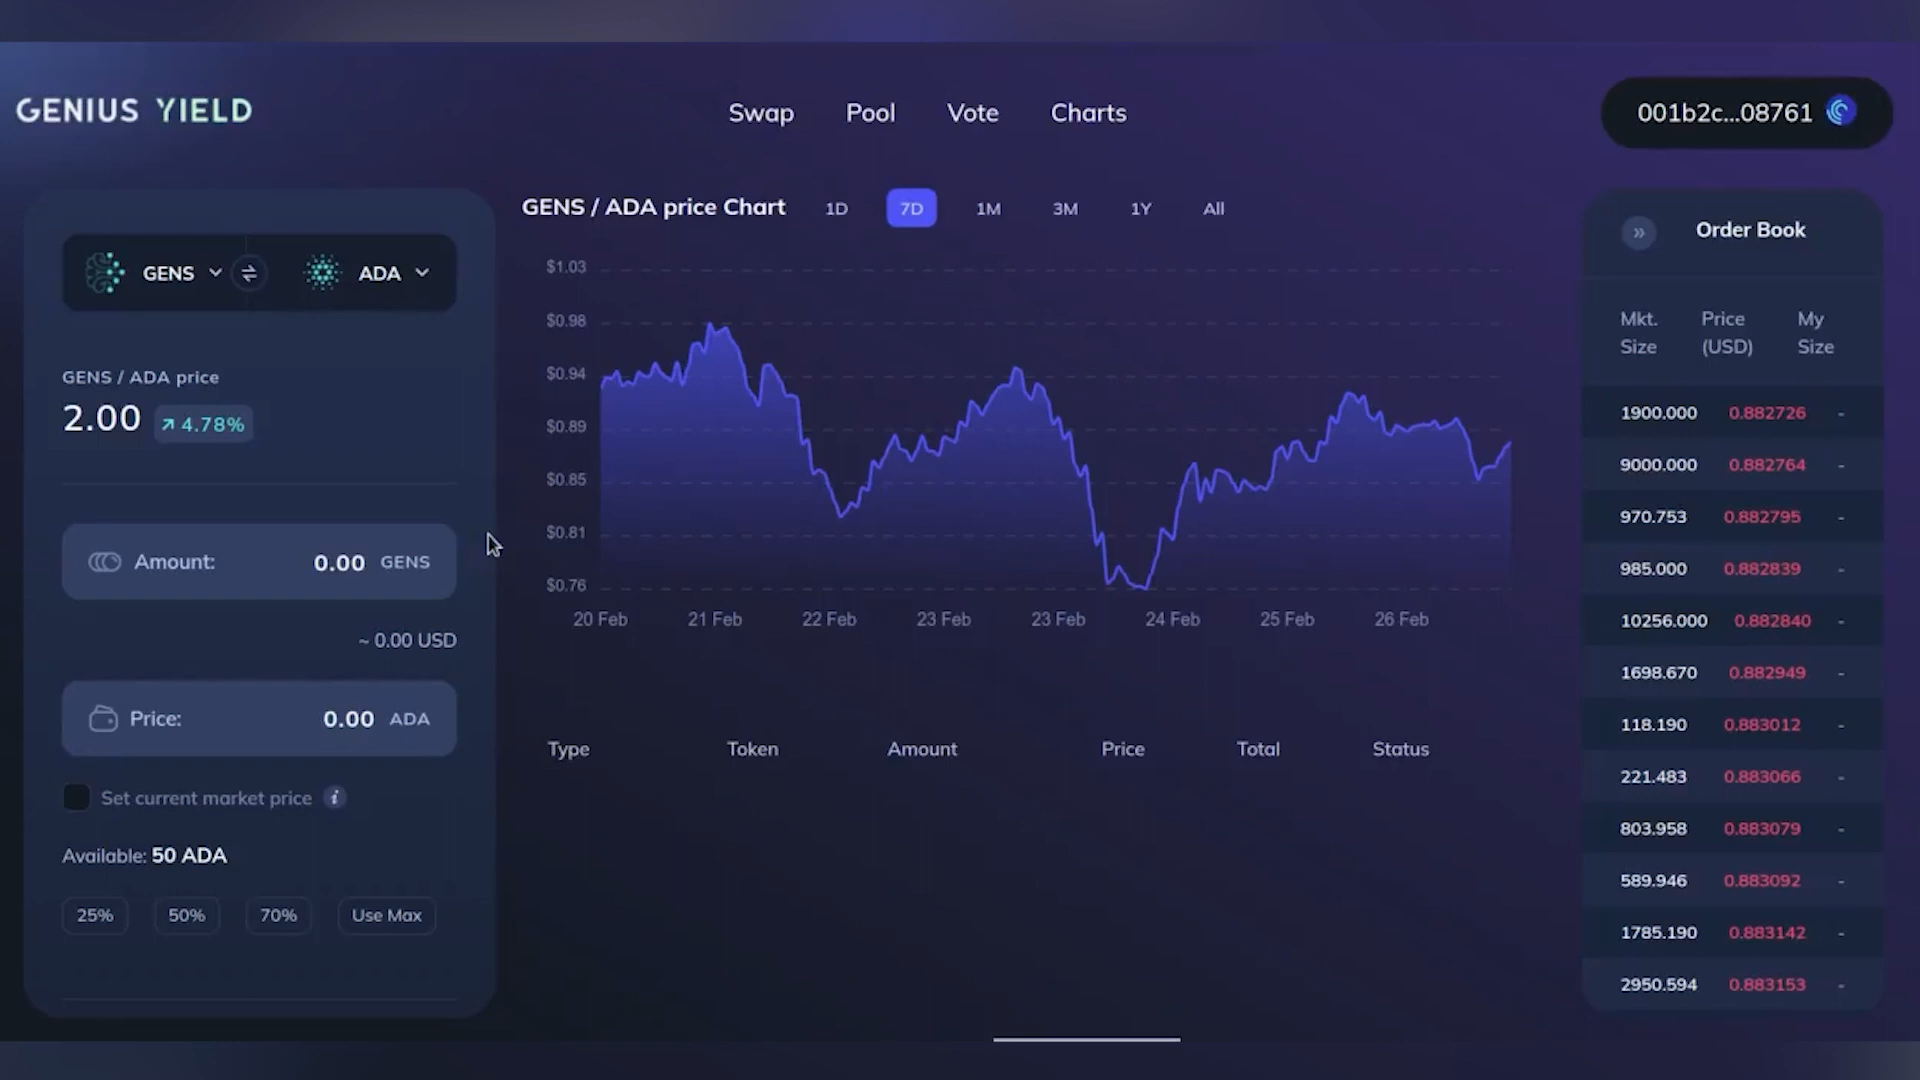 GENIUS YIELD
Swap Pool Vote Charts
001b2c...08761
GENS ADA
GENS / ADA price
2.00 4.78%
Amount: 0.00 GENS
~ 0.00 USD
Price: 0.00 ADA
Set current market price i
Available: 50 ADA
25% 50% 70% Use Max
GENS / ADA price Chart 1D 7D 1M 3M 1Y All
$1.03
$0.98
$0.94
$0.89
$0.85
$0.81
$0.76
20 Feb 21 Feb 22 Feb 23 Feb 23 Feb 24 Feb 25 Feb 26 Feb
Type Token Amount Price Total Status
» Order Book
Mkt. Price My
Size (USD) Size
1900.000 0.882726 -
9000.000 0.882764 -
970.753 0.882795 -
985.000 0.882839 -
10256.000 0.882840 -
1698.670 0.882949 -
118.190 0.883012 -
221.483 0.883066 -
803.958 0.883079 -
589.946 0.883092 -
1785.190 0.883142 -
2950.594 0.883153 -